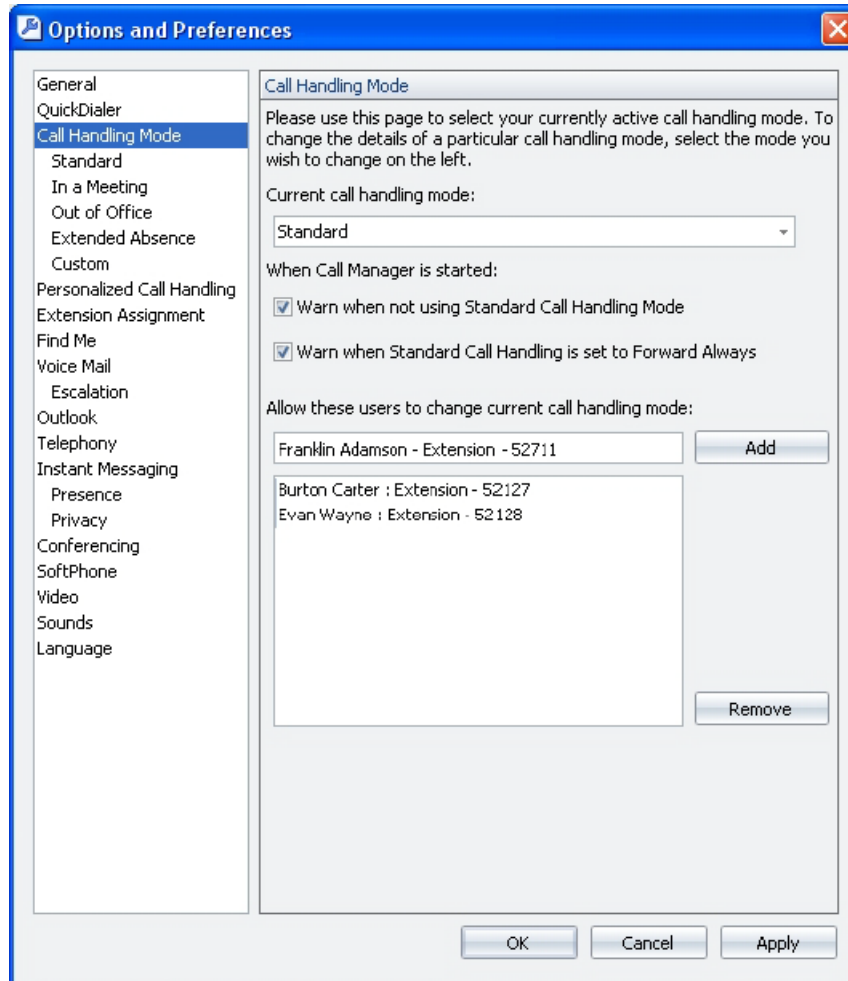 Options and Preferences
General
QuickDialer
Call Handling Mode
Standard
In a Meeting
Out of Office
Extended Absence
Custom
Personalized Call Handling
Extension Assignment
Find Me
Voice Mail
Escalation
Outlook
Telephony
Instant Messaging
Presence
Privacy
Conferencing
SoftPhone
Video
Sounds
Language
Call Handling Mode
Please use this page to select your currently active call handling mode. To
change the details of a particular call handling mode, select the mode you
wish to change on the left.
Current call handling mode:
Standard
When Call Manager is started:
Warn when not using Standard Call Handling Mode
Warn when Standard Call Handling is set to Forward Always
Allow these users to change current call handling mode:
Franklin Adamson - Extension - 52711
Add
Burton Carter : Extension - 52127
Evan Wayne : Extension - 52128
Remove
OK
Cancel
Apply